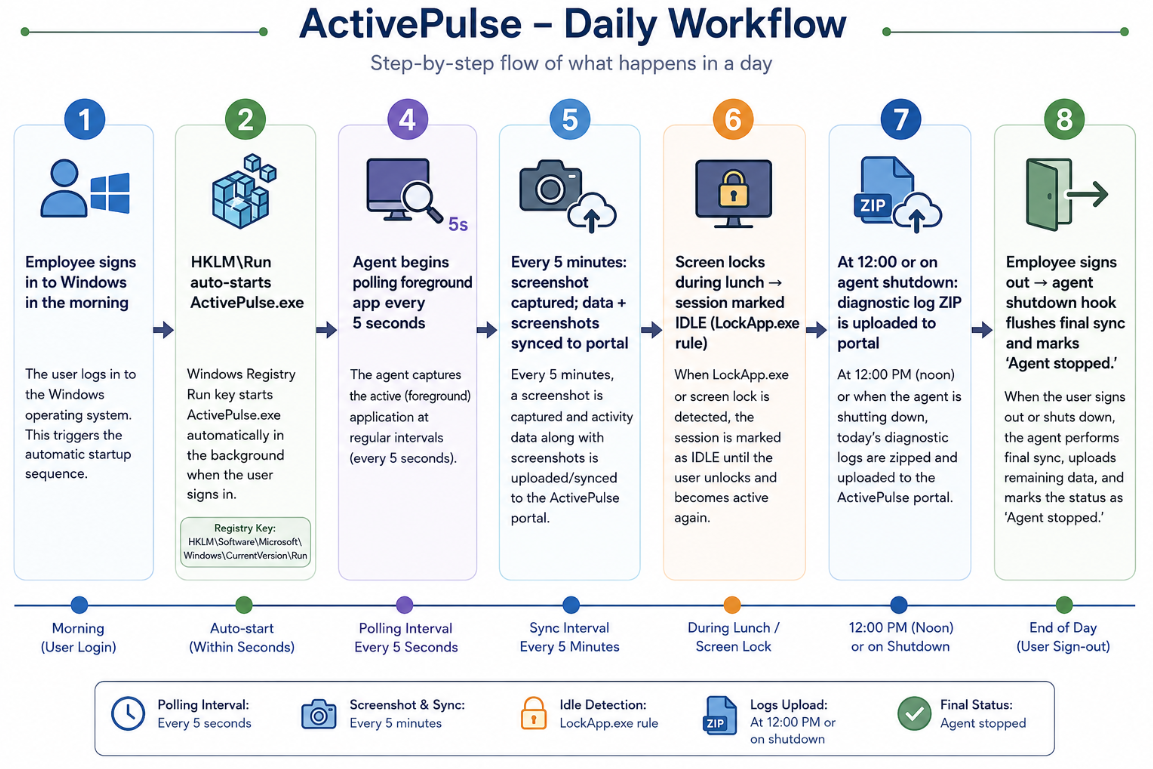 ActivePulse – Daily Workflow
Step-by-step flow of what happens in a day
1
Employee signs
in to Windows
in the morning
The user logs in to
the Windows
operating system.
This triggers the
automatic startup
sequence.
2
HKLM\Run
auto-starts
ActivePulse.exe
Windows Registry
Run key starts
ActivePulse.exe
automatically in
the background
when the user
signs in.
Registry Key:
HKLM\Software\Microsoft\
Windows\CurrentVersion\Run
4
5s
Agent begins
polling foreground
app every
5 seconds
The agent captures
the active (foreground)
application at
regular intervals
(every 5 seconds).
5
Every 5 minutes:
screenshot
captured; data +
screenshots
synced to portal
Every 5 minutes,
a screenshot is
captured and activity
data along with
screenshots is
uploaded/synced
to the ActivePulse
portal.
6
Screen locks
during lunch →
session marked
IDLE (LockApp.exe
rule)
When LockApp.exe
or screen lock is
detected, the
session is marked
as IDLE until the
user unlocks and
becomes active
again.
7
ZIP
At 12:00 or on
agent shutdown:
diagnostic log ZIP
is uploaded to
portal
At 12:00 PM (noon)
or when the agent is
shutting down,
today's diagnostic
logs are zipped and
uploaded to the
ActivePulse portal.
8
Employee signs
out → agent
shutdown hook
flushes final sync
and marks
‘Agent stopped.’
When the user signs
out or shuts down,
the agent performs
final sync, uploads
remaining data, and
marks the status as
‘Agent stopped.’
Morning
(User Login)
Auto-start
(Within Seconds)
Polling Interval
Every 5 Seconds
Sync Interval
Every 5 Minutes
During Lunch /
Screen Lock
12:00 PM (Noon)
or on Shutdown
End of Day
(User Sign-out)
Polling Interval:
Every 5 seconds
Screenshot & Sync:
Every 5 minutes
Idle Detection:
LockApp.exe rule
ZIP
Logs Upload:
At 12:00 PM or
on shutdown
Final Status:
Agent stopped